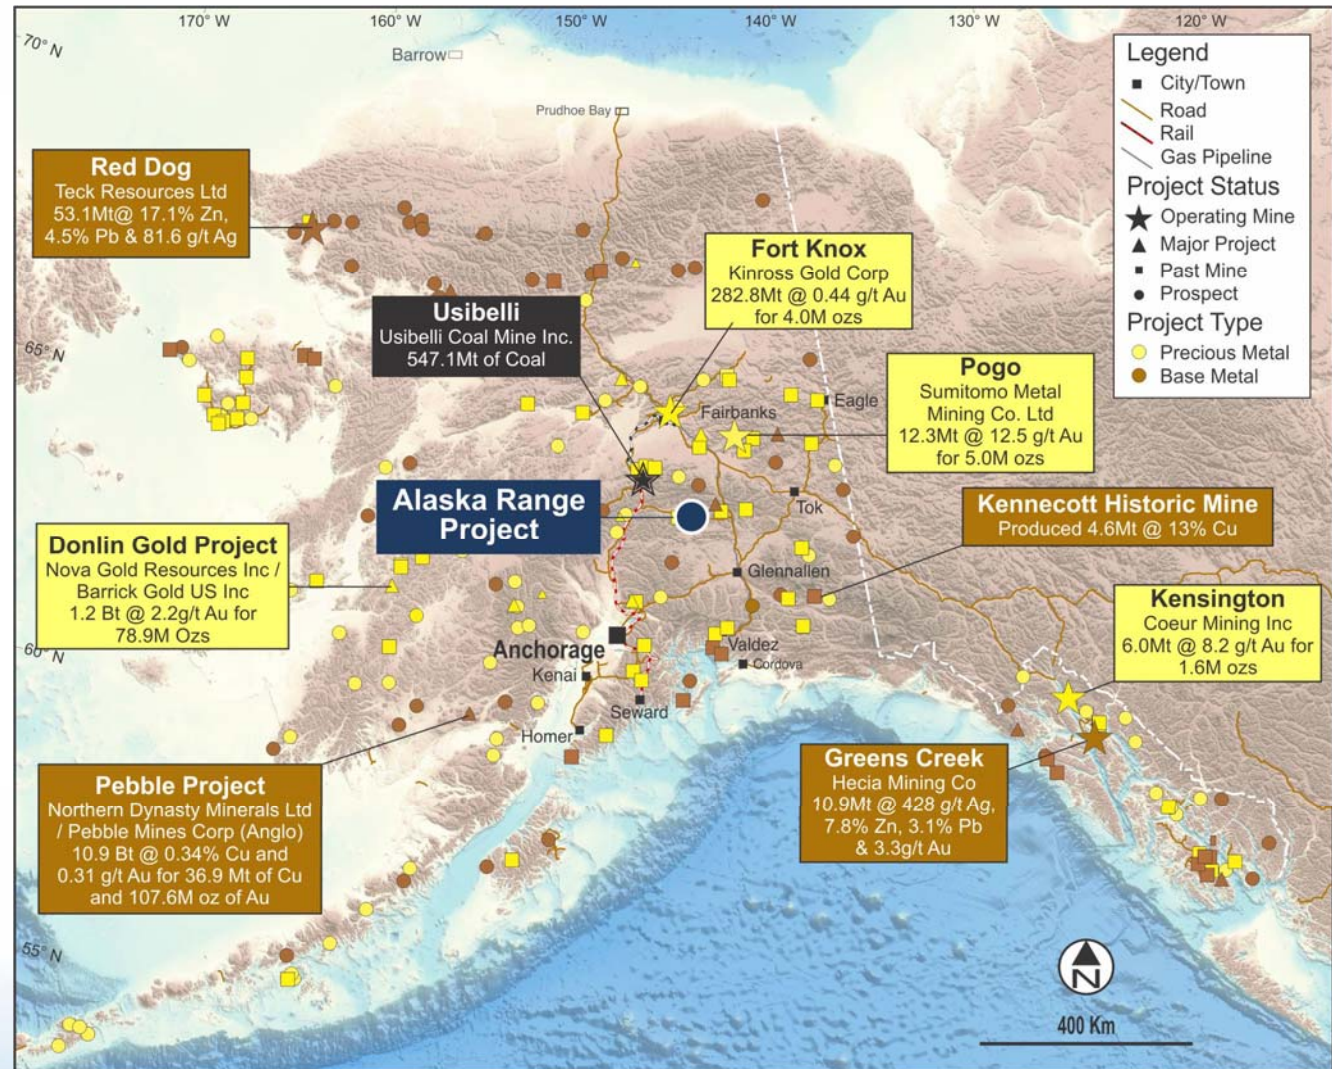 170° W
160° W
150° W
140° W
130° W
120° W
70° N
65° N
60° N
55° N
Barrow
Prudhoe Bay
Legend
City/Town
Road
Rail
Gas Pipeline
Project Status
Operating Mine
Major Project
Past Mine
Prospect
Project Type
Precious Metal
Base Metal
Red Dog
Teck Resources Ltd
53.1Mt@ 17.1% Zn,
4.5% Pb & 81.6 g/t Ag
Fort Knox
Kinross Gold Corp
282.8Mt @ 0.44 g/t Au
for 4.0M ozs
Usibelli
Usibelli Coal Mine Inc.
547.1Mt of Coal
Pogo
Sumitomo Metal
Mining Co. Ltd
12.3Mt @ 12.5 g/t Au
for 5.0M ozs
Fairbanks
Eagle
Alaska Range
Project
Tok
Kennecott Historic Mine
Produced 4.6Mt @ 13% Cu
Donlin Gold Project
Nova Gold Resources Inc /
Barrick Gold US Inc
1.2 Bt @ 2.2g/t Au for
78.9M Ozs
Glennallen
Kensington
Coeur Mining Inc
6.0Mt @ 8.2 g/t Au for
1.6M ozs
Anchorage
Valdez
Cordova
Kenai
Seward
Homer
Pebble Project
Northern Dynasty Minerals Ltd
/ Pebble Mines Corp (Anglo)
10.9 Bt @ 0.34% Cu and
0.31 g/t Au for 36.9 Mt of Cu
and 107.6M oz of Au
Greens Creek
Hecia Mining Co
10.9Mt @ 428 g/t Ag,
7.8% Zn, 3.1% Pb
& 3.3g/t Au
N
400 Km